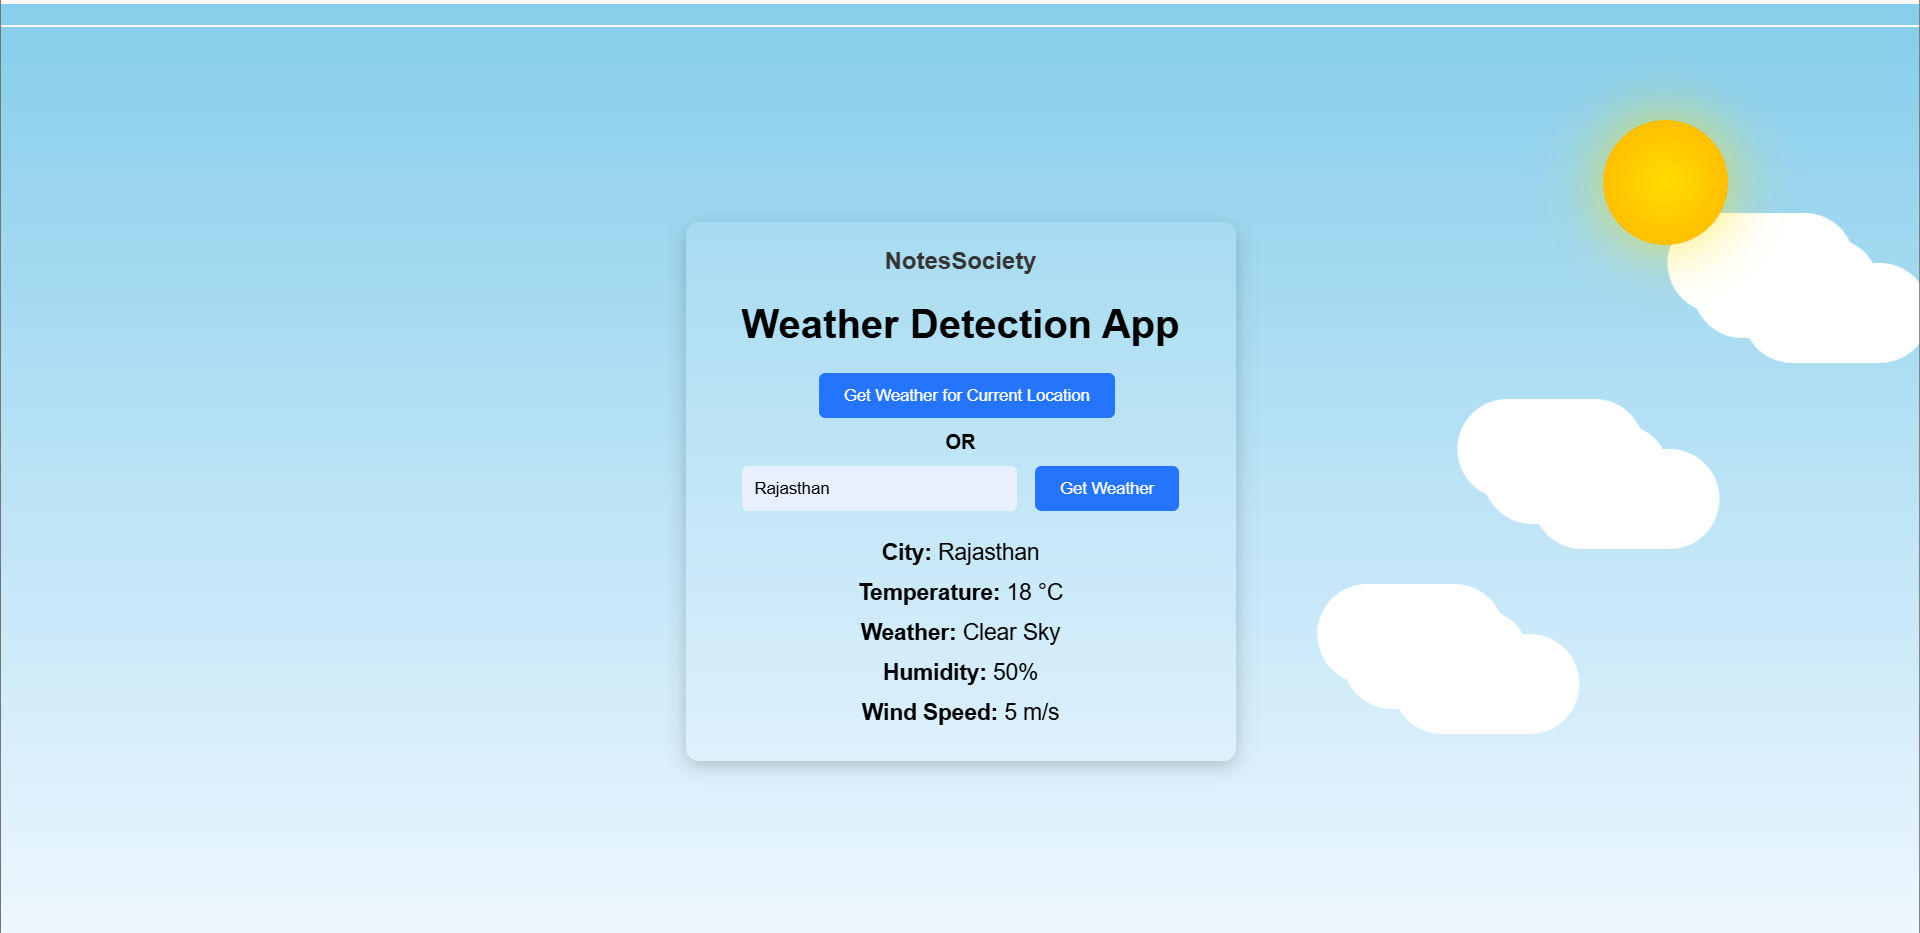 NotesSociety
Weather Detection App
Get Weather for Current Location
OR
Rajasthan Get Weather
City: Rajasthan
Temperature: 18 °C
Weather: Clear Sky
Humidity: 50%
Wind Speed: 5 m/s